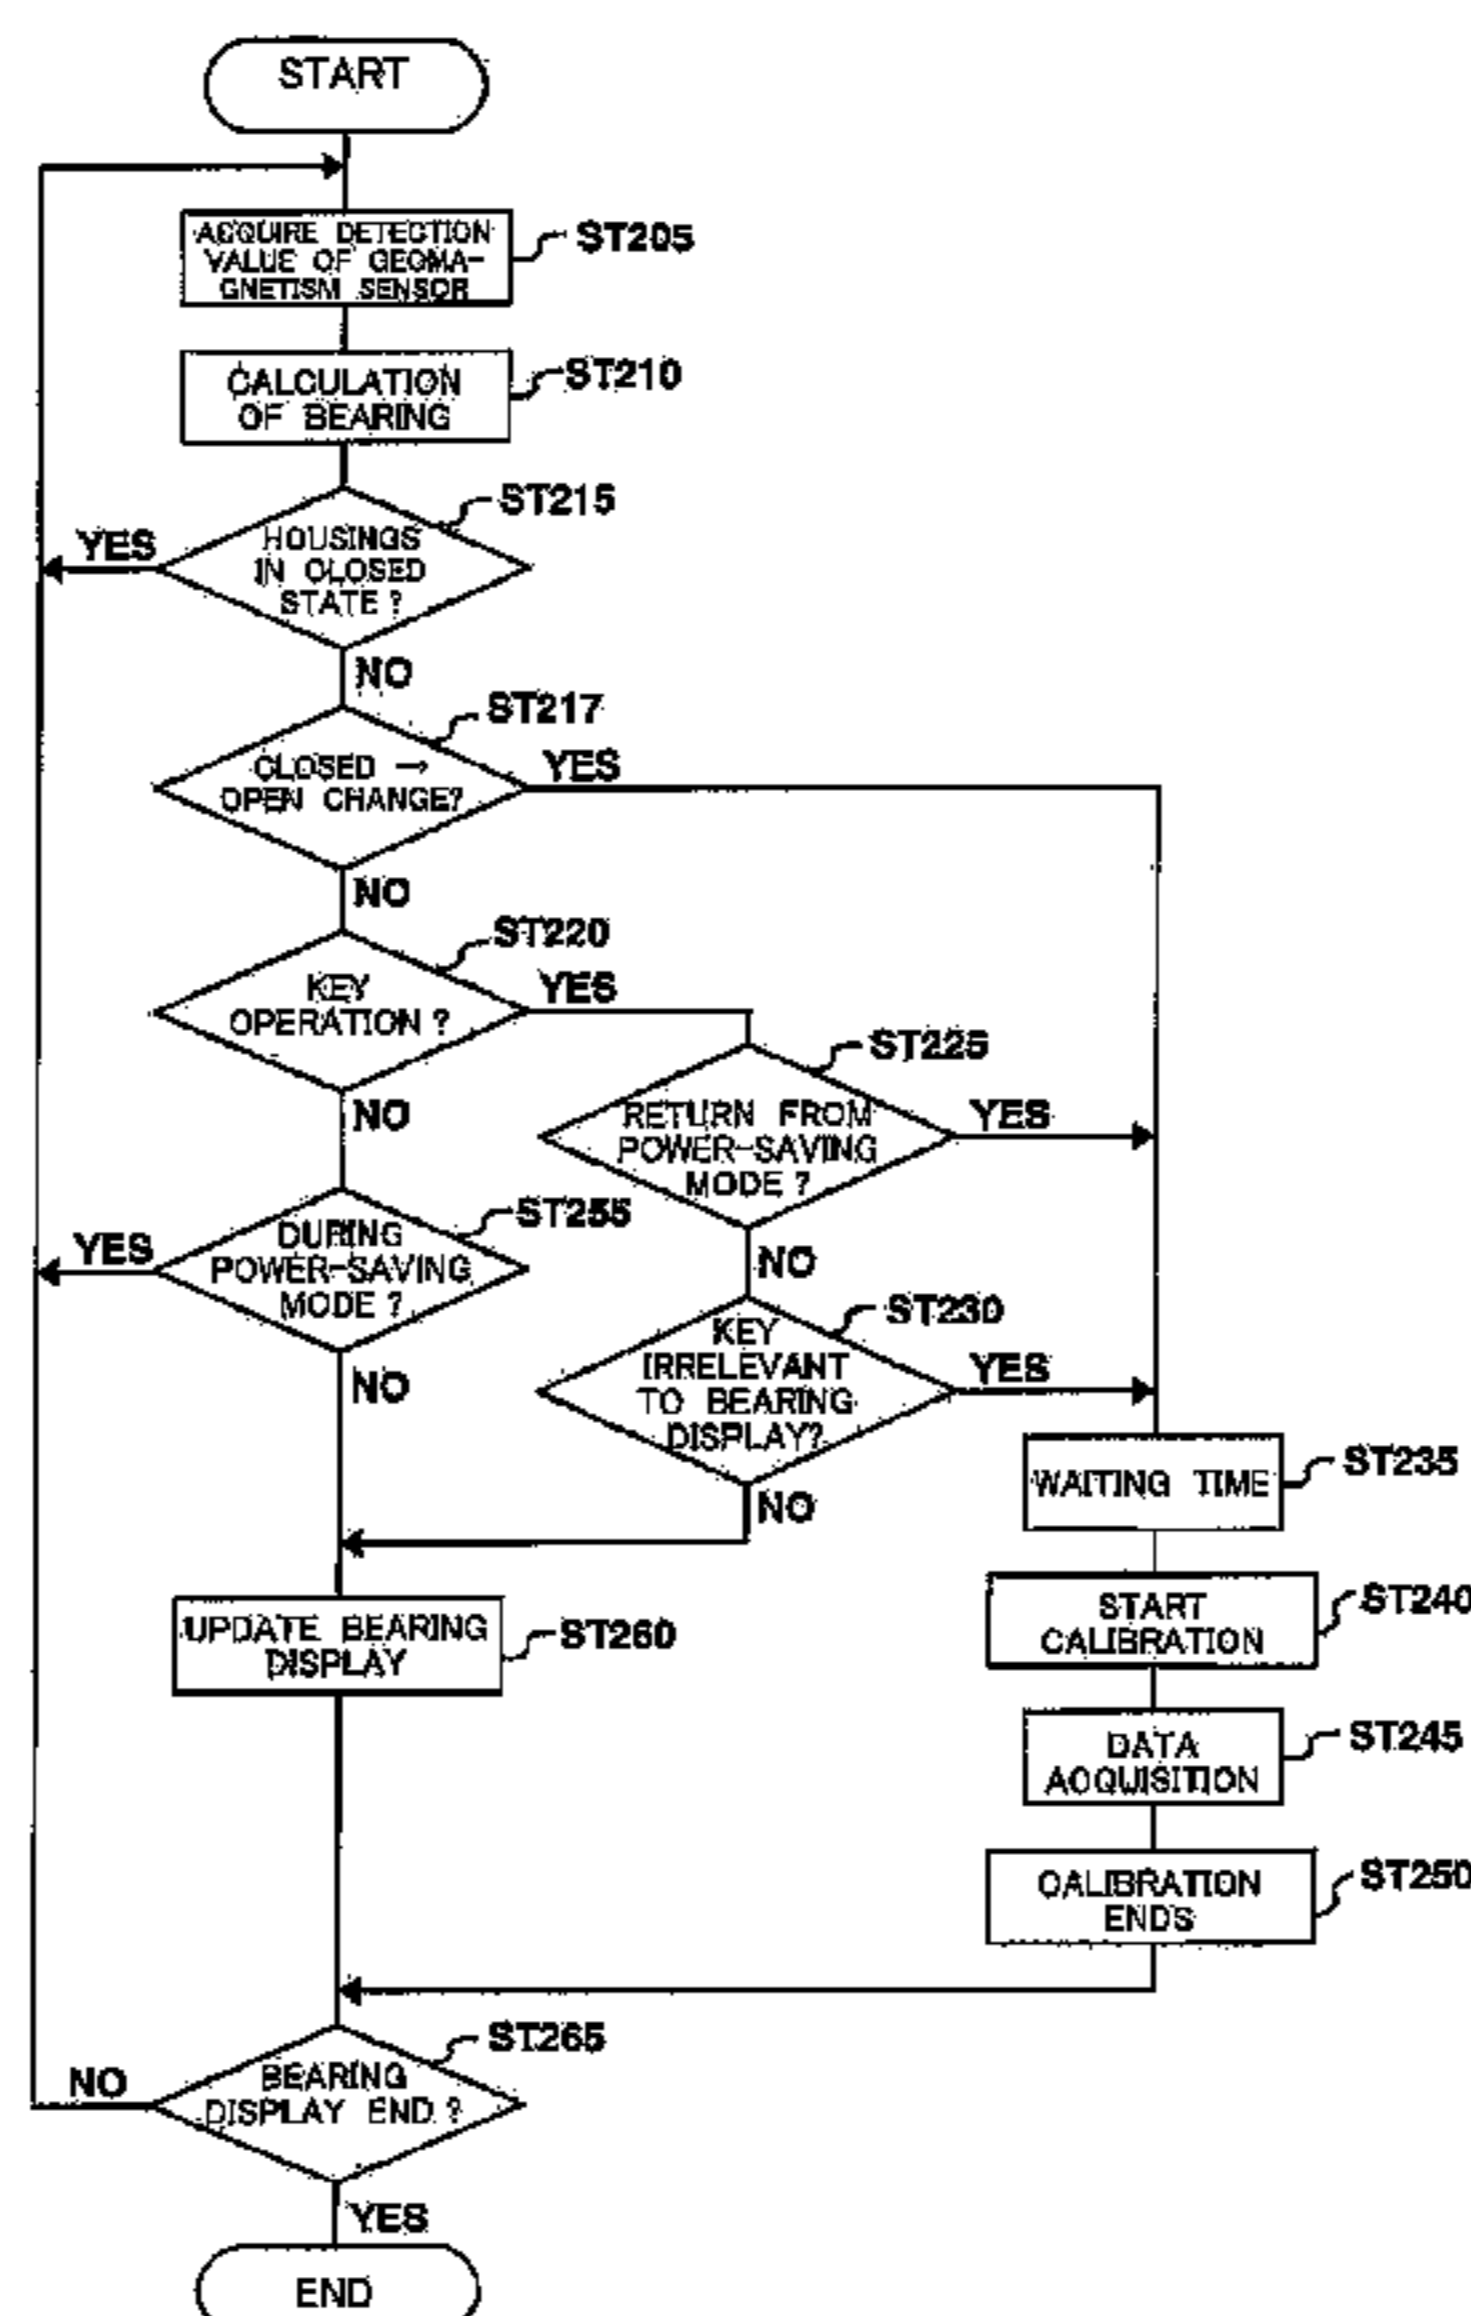 START
ACQUIRE DETECTION
VALUE OF GEOMA-
GNETISM SENSOR
ST205
CALCULATION
OF BEARING
ST210
ST215
HOUSINGS
IN CLOSED
STATE ?
YES
NO
ST217
CLOSED →
OPEN CHANGE?
YES
NO
ST220
KEY
OPERATION ?
YES
NO
ST225
RETURN FROM
POWER-SAVING
MODE ?
YES
NO
ST255
DURING
POWER-SAVING
MODE ?
YES
NO
ST230
KEY
IRRELEVANT
TO BEARING
DISPLAY?
YES
NO
WAITING TIME
ST235
START
CALIBRATION
ST240
UPDATE BEARING
DISPLAY
ST260
DATA
ACQUISITION
ST245
CALIBRATION
ENDS
ST250
ST265
BEARING
DISPLAY END ?
NO
YES
END